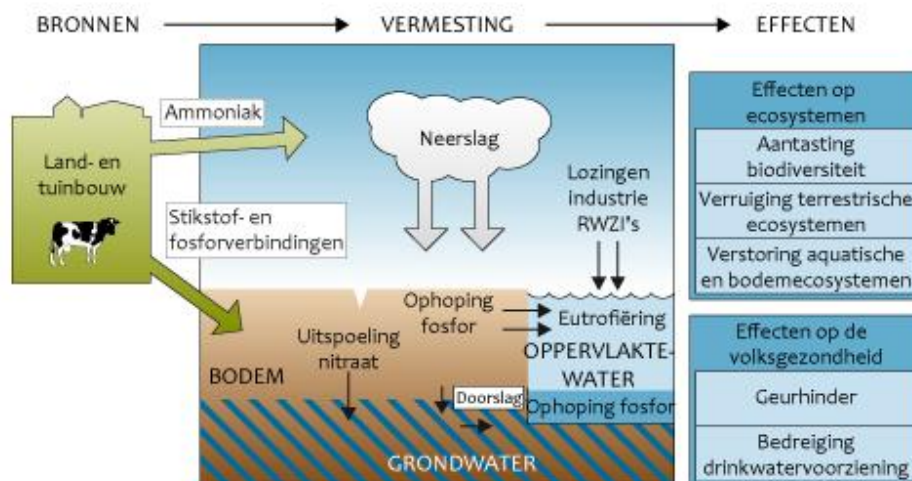 BRONNEN
VERMESTING
EFFECTEN
Ammoniak
Land- en
tuinbouw
Stikstof- en
fosforverbindingen
Neerslag
Lozingen
industrie
RWZI's
Ophoping
fosfor
Eutrofiëring
Uitspoeling
nitraat
OPPERVLAKTE-
WATER
BODEM
Doorslag
Ophoping fosfor
GRONDWATER
Effecten op
ecosystemen
Aantasting
biodiversiteit
Verruiging terrestrische
ecosystemen
Verstoring aquatische
en bodemecosystemen
Effecten op de
volksgezondheid
Geurhinder
Bedreiging
drinkwatervoorziening